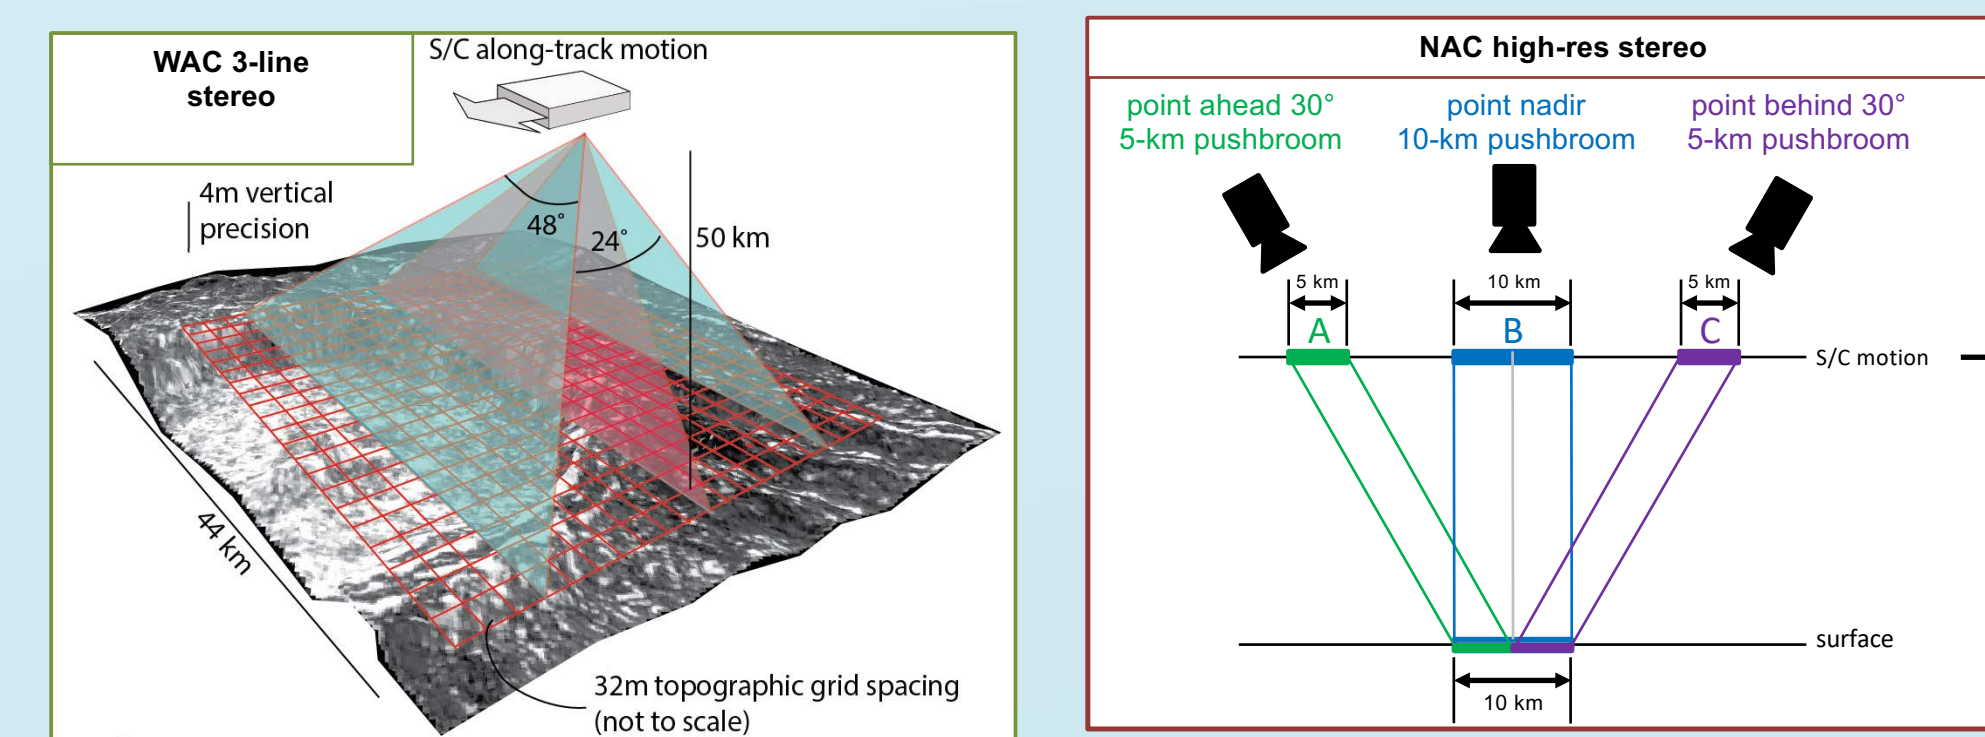 WAC 3-line
stereo
S/C along-track motion
4m vertical
precision
48°
24°
50 km
44 km
32m topographic grid spacing
(not to scale)
NAC high-res stereo
point ahead 30°
5-km pushbroom
point nadir
10-km pushbroom
point behind 30°
5-km pushbroom
5 km
10 km
5 km
A
B
C
S/C motion
surface
10 km